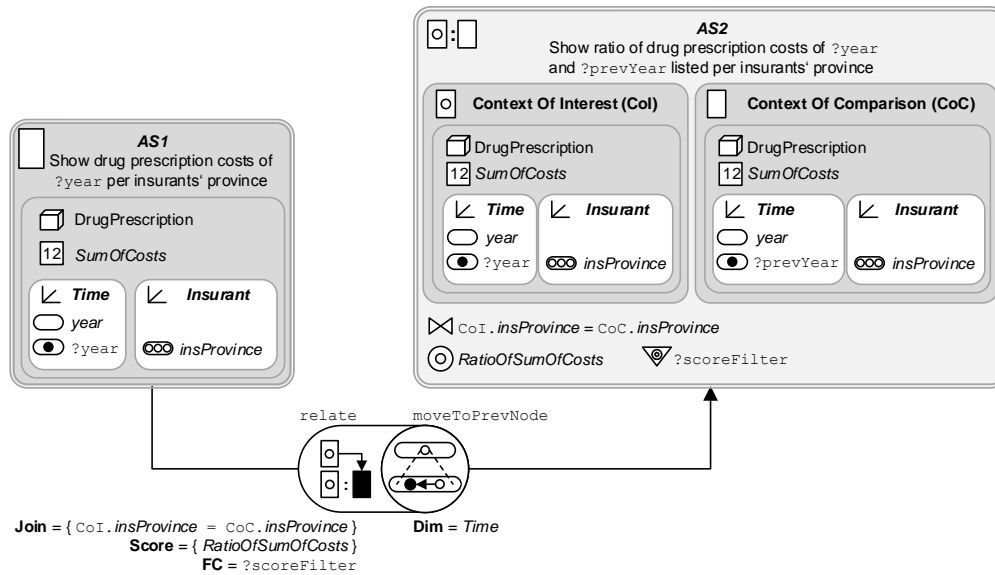 AS1
Show drug prescription costs of
?year per insurants‘ province
DrugPrescription
12 SumOfCosts
Time
year
?year
Insurant
insProvince
:
AS2
Show ratio of drug prescription costs of ?year
and ?prevYear listed per insurants‘ province
Context Of Interest (CoI)
DrugPrescription
12 SumOfCosts
Time
year
?year
Insurant
insProvince
Context Of Comparison (CoC)
DrugPrescription
12 SumOfCosts
Time
year
?prevYear
Insurant
insProvince
CoI.insProvince = CoC.insProvince
RatioOfSumOfCosts ?scoreFilter
relate moveToPrevNode
:
Join = { CoI.insProvince = CoC.insProvince }
Score = { RatioOfSumOfCosts }
FC = ?scoreFilter
Dim = Time